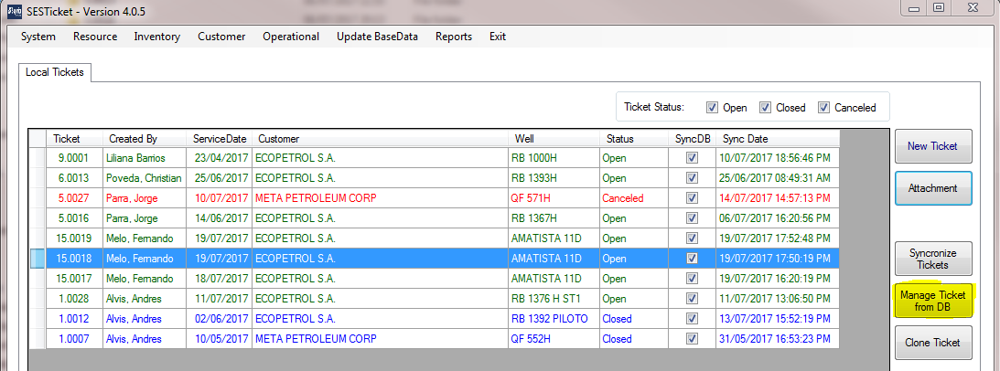 SESTicket - Version 4.0.5
System Resource Inventory Customer Operational Update BaseData Reports Exit
Local Tickets
Ticket Status: Open Closed Canceled
Ticket Created By ServiceDate Customer Well Status SyncDB Sync Date
9.0001 Liliana Barrios 23/04/2017 ECOPETROL S.A. RB 1000H Open 10/07/2017 18:56:46 PM
6.0013 Poveda, Christian 25/06/2017 ECOPETROL S.A. RB 1393H Open 25/06/2017 08:49:31 AM
5.0027 Parra, Jorge 10/07/2017 META PETROLEUM CORP QF 571H Canceled 14/07/2017 14:57:13 PM
5.0016 Parra, Jorge 14/06/2017 ECOPETROL S.A. RB 1367H Open 06/07/2017 16:20:56 PM
15.0019 Melo, Fernando 19/07/2017 ECOPETROL S.A. AMATISTA 11D Open 19/07/2017 17:52:48 PM
15.0018 Melo, Fernando 19/07/2017 ECOPETROL S.A. AMATISTA 11D Open 19/07/2017 17:50:19 PM
15.0017 Melo, Fernando 18/07/2017 ECOPETROL S.A. AMATISTA 11D Open 19/07/2017 16:20:19 PM
1.0028 Alvis, Andres 11/07/2017 ECOPETROL S.A. RB 1376 H ST1 Open 11/07/2017 13:06:50 PM
1.0012 Alvis, Andres 02/06/2017 ECOPETROL S.A. RB 1392 PILOTO Closed 13/07/2017 15:52:19 PM
1.0007 Alvis, Andres 10/05/2017 META PETROLEUM CORP QF 552H Closed 31/05/2017 16:53:23 PM
New Ticket
Attachment
Syncronize
Tickets
Manage Ticket
from DB
Clone Ticket